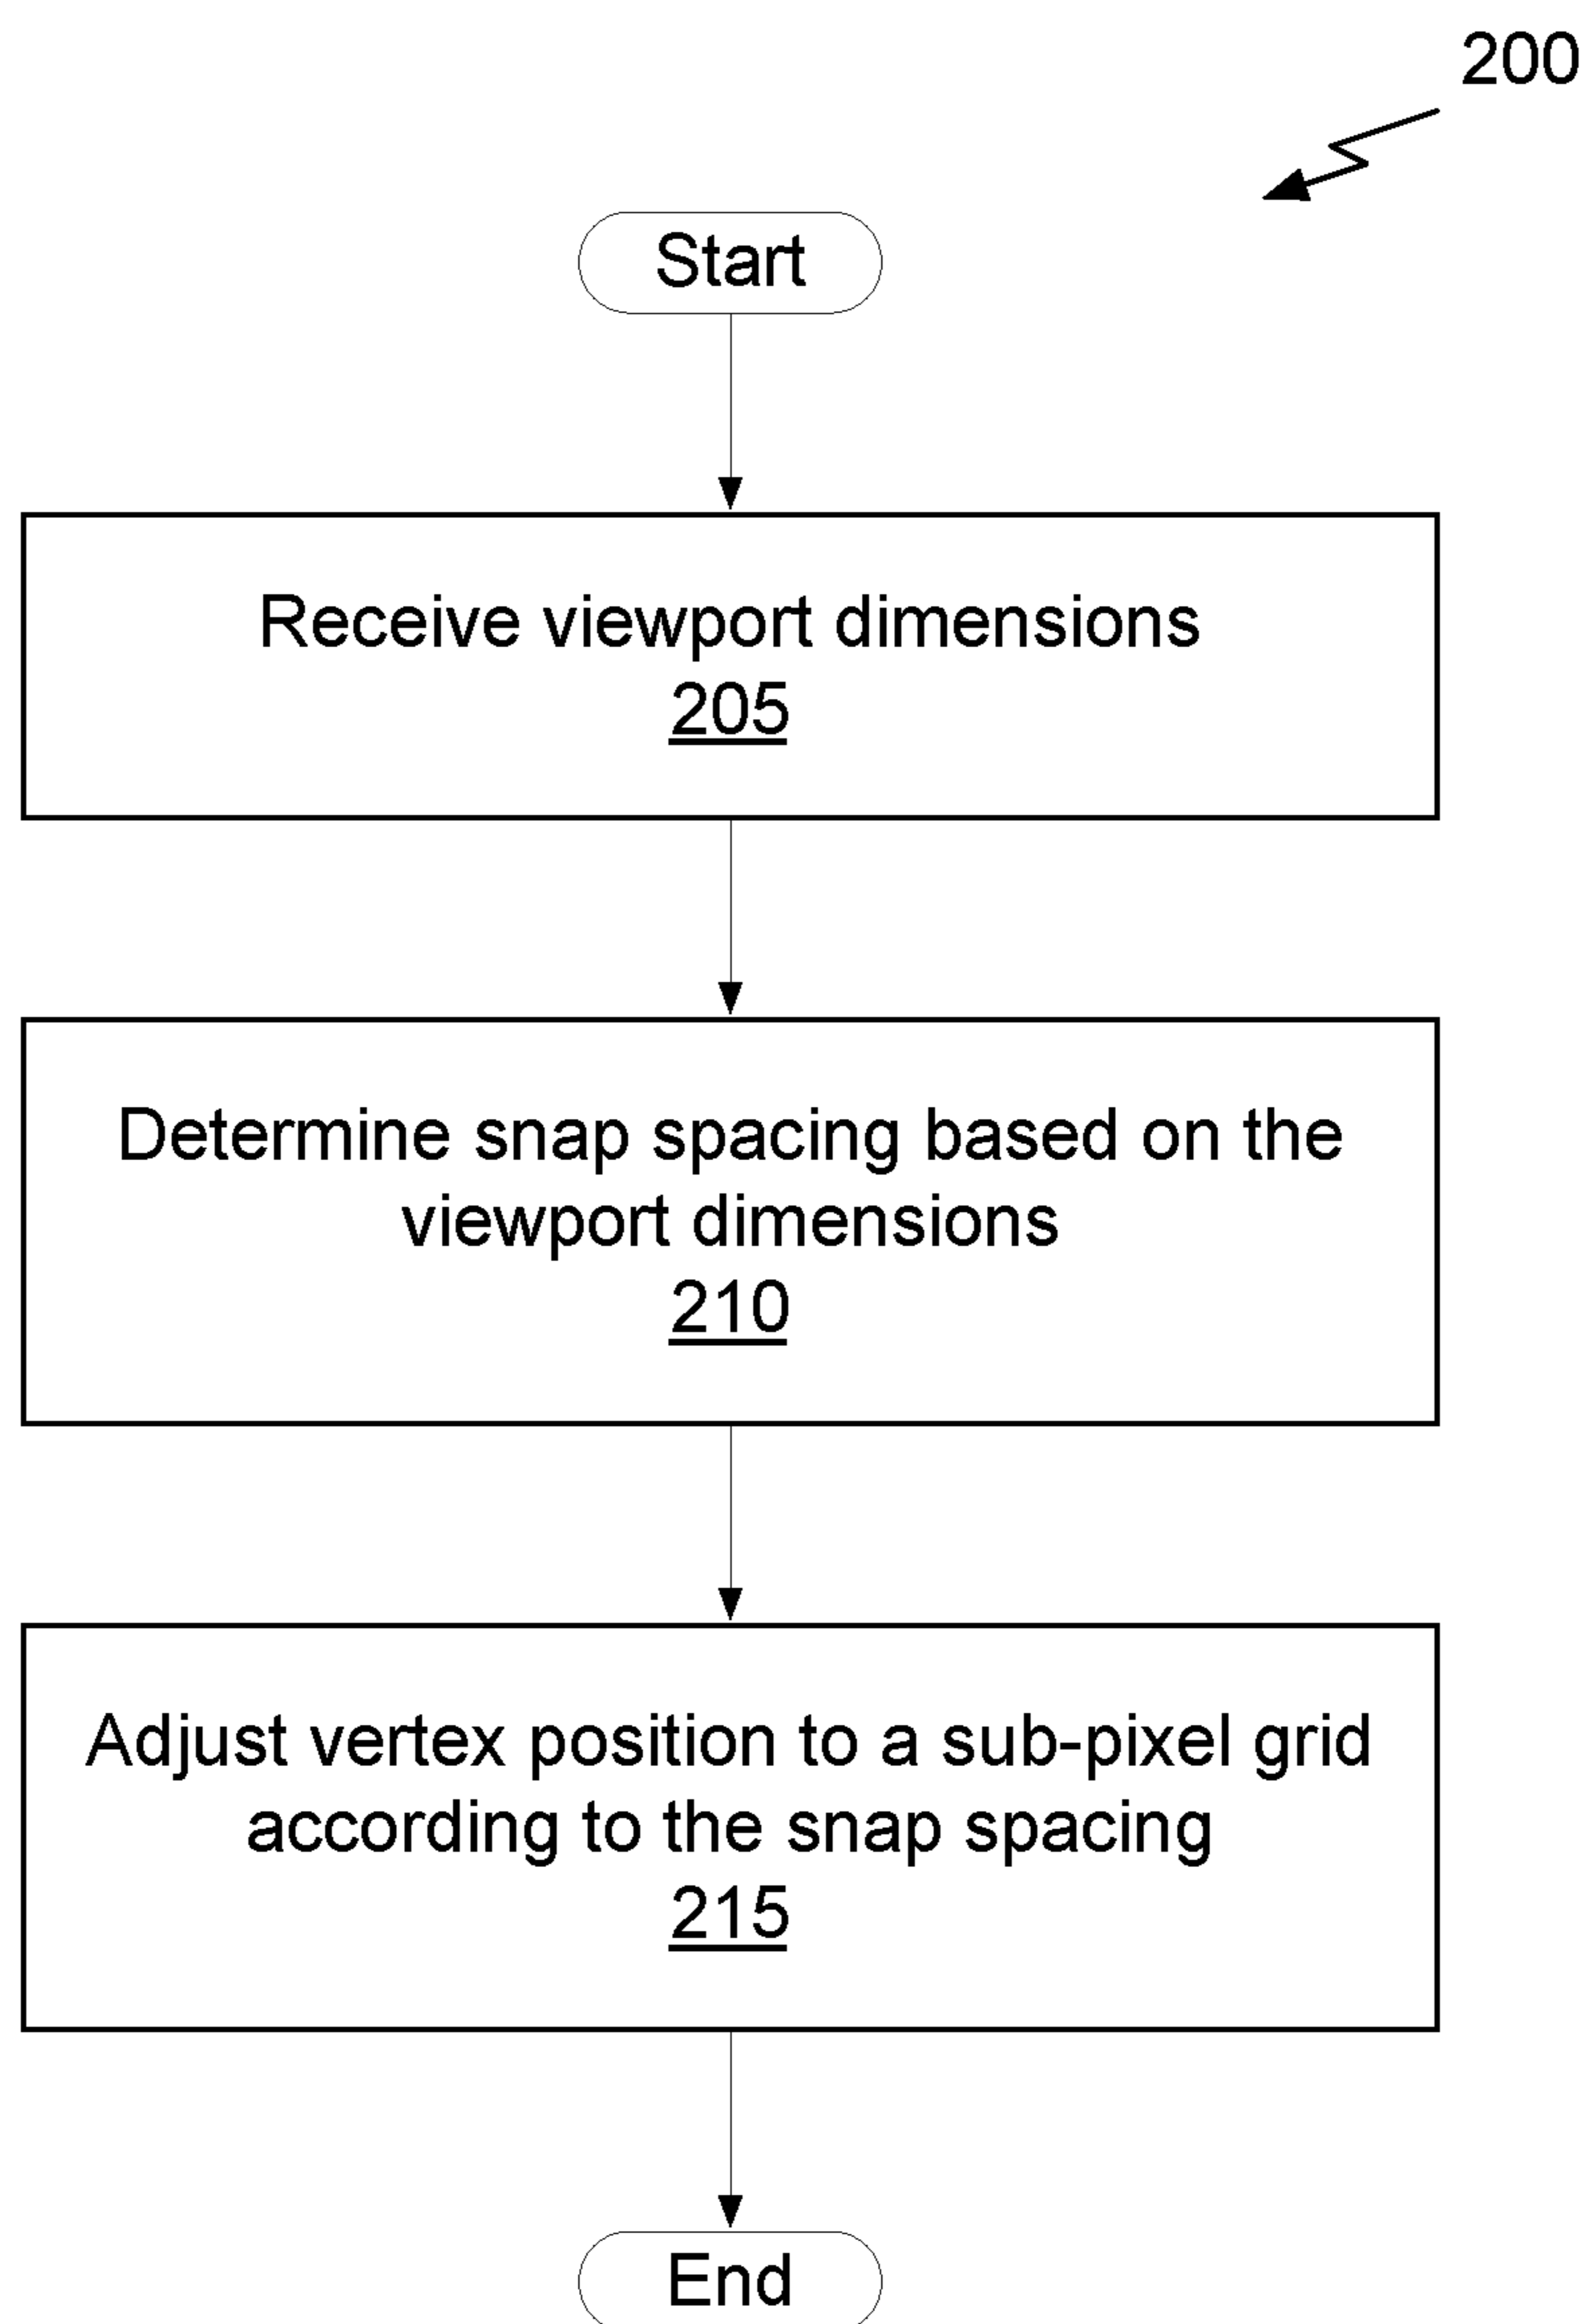 200
Start
Receive viewport dimensions
205
Determine snap spacing based on the
viewport dimensions
210
Adjust vertex position to a sub-pixel grid
according to the snap spacing
215
End